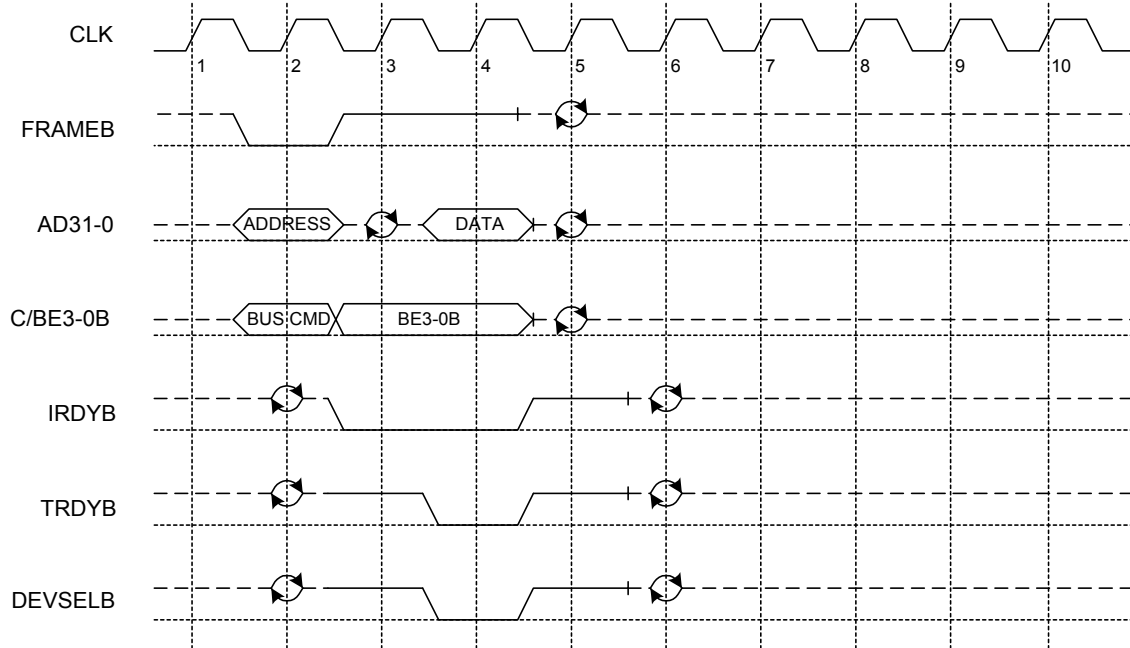 CLK
1 2 3 4 5 6 7 8 9 10
FRAMEB
AD31-0 ADDRESS DATA
C/BE3-0B BUS CMD BE3-0B
IRDYB
TRDYB
DEVSELB